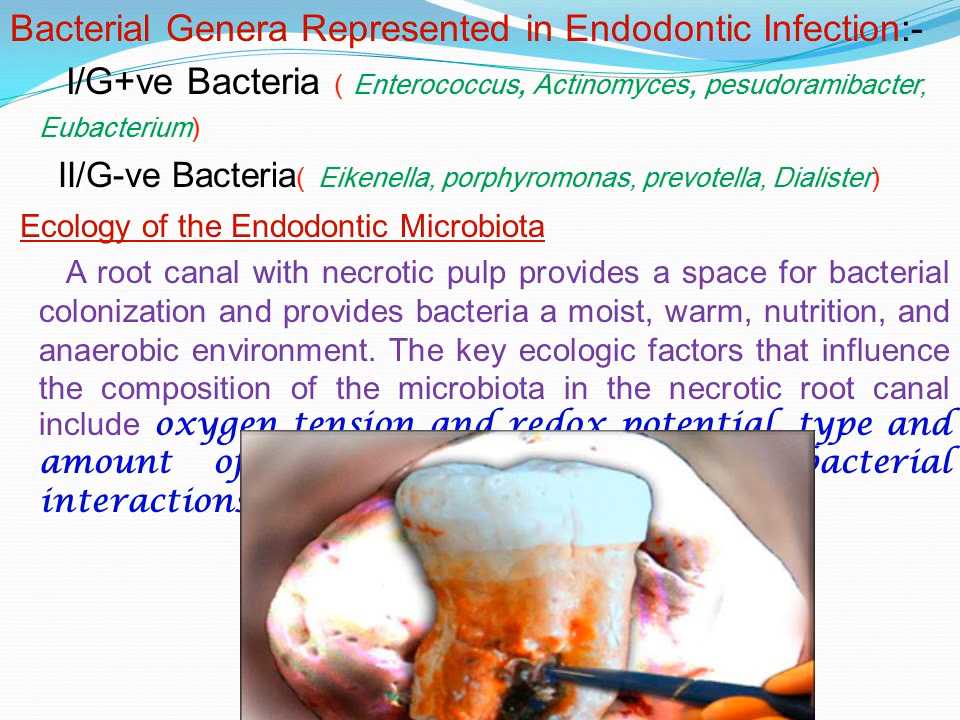 Bacterial Genera Represented in Endodontic Infection:-
I/G+ve Bacteria ( Enterococcus, Actinomyces, pesudoramibacter,
Eubacterium)
II/G-ve Bacteria( Eikenella, porphyromonas, prevotella, Dialister)
Ecology of the Endodontic Microbiota
A root canal with necrotic pulp provides a space for bacterial
colonization and provides bacteria a moist, warm, nutrition, and
anaerobic environment. The key ecologic factors that influence
the composition of the microbiota in the necrotic root canal
include oxygen tension and redox potential, type and
amount of bacterial
interactions